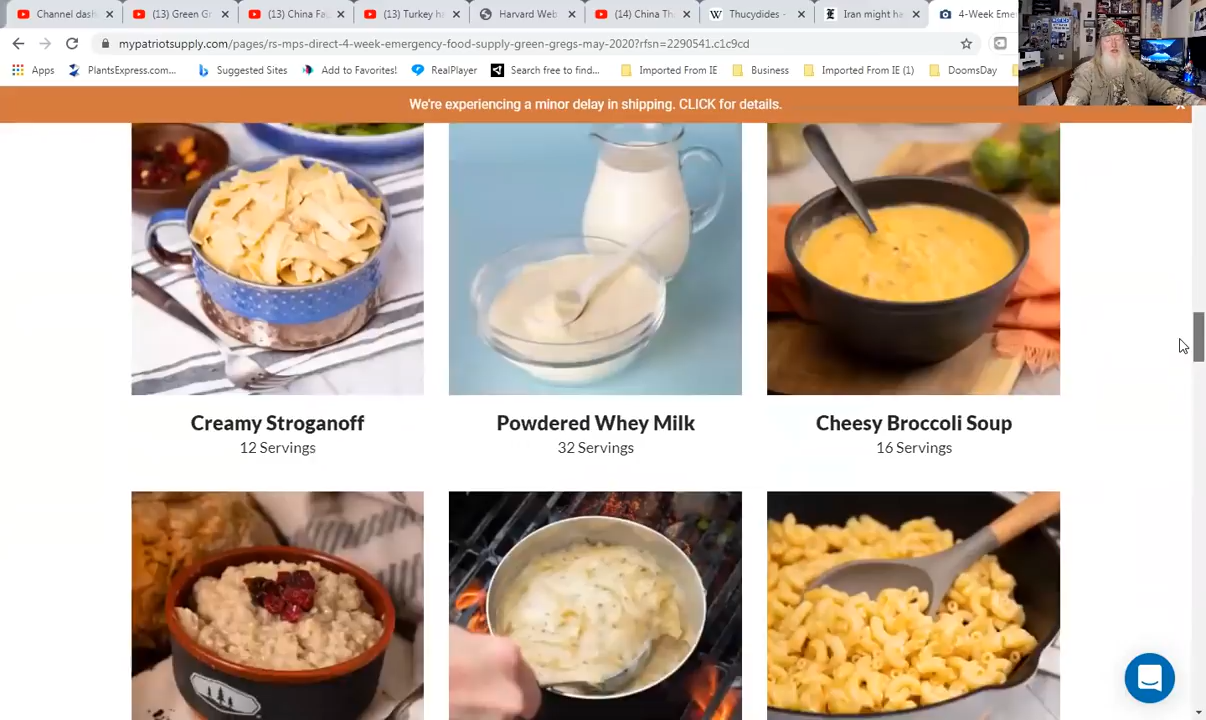 Channel dash
(13) Green G
(13) China Fa
(13) Turkey h
Harvard Web
(14) China Th
Thucydides -
Iran might ha
4-Week Eme
mypatriotsupply.com/pages/rs-mps-direct-4-week-emergency-food-supply-green-gregs-may-2020?rfsn=2290541.c1c9cd
Apps
PlantsExpress.com...
Suggested Sites
Add to Favorites!
RealPlayer
Search free to find...
Imported From IE
Business
Imported From IE (1)
DoomsDay
We're experiencing a minor delay in shipping. CLICK for details.
Creamy Stroganoff
12 Servings
Powdered Whey Milk
32 Servings
Cheesy Broccoli Soup
16 Servings